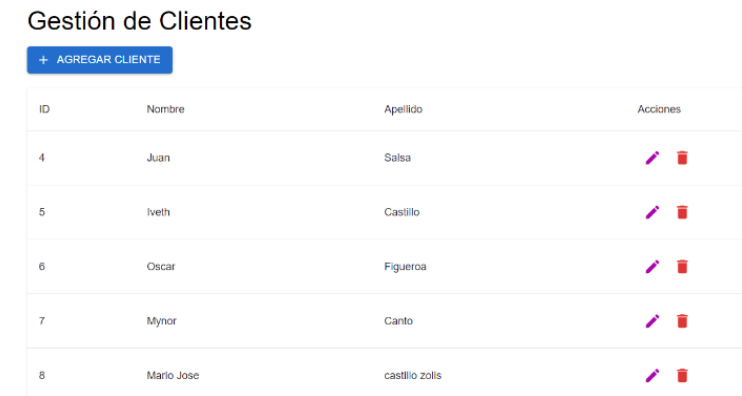 Gestión de Clientes
+ AGREGAR CLIENTE
ID Nombre Apellido Acciones
4 Juan Salsa
5 Iveth Castillo
6 Oscar Figueroa
7 Mynor Canto
8 Mario Jose castillo zolis